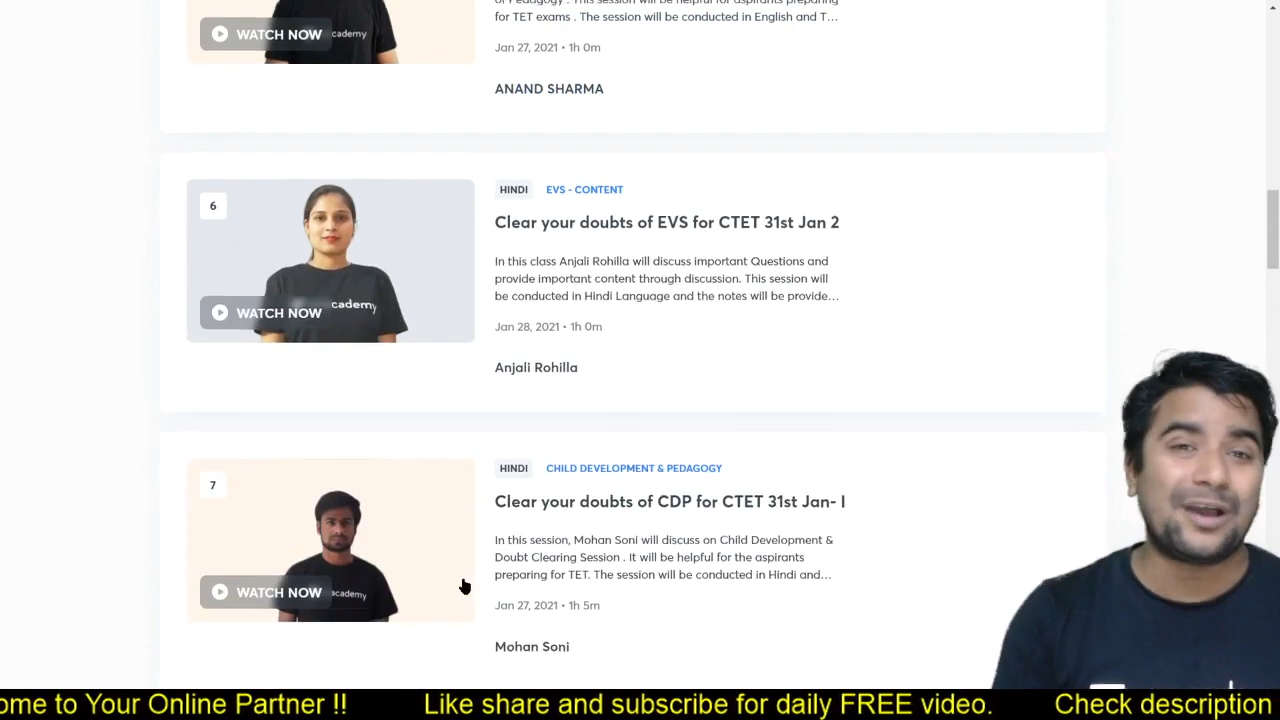 of Pedagogy . This session will be helpful for aspirants preparing
for TET exams . The session will be conducted in English and T…
WATCH NOW
cademy
Jan 27, 2021 • 1h 0m
ANAND SHARMA
6
HINDI EVS - CONTENT
Clear your doubts of EVS for CTET 31st Jan 2
In this class Anjali Rohilla will discuss important Questions and
provide important content through discussion. This session will
be conducted in Hindi Language and the notes will be provide…
cademy
WATCH NOW
Jan 28, 2021 • 1h 0m
Anjali Rohilla
7
HINDI CHILD DEVELOPMENT & PEDAGOGY
Clear your doubts of CDP for CTET 31st Jan- I
In this session, Mohan Soni will discuss on Child Development &
Doubt Clearing Session . It will be helpful for the aspirants
preparing for TET. The session will be conducted in Hindi and…
WATCH NOW
academy
Jan 27, 2021 • 1h 5m
Mohan Soni
ome to Your Online Partner !! Like share and subscribe for daily FREE video. Check description